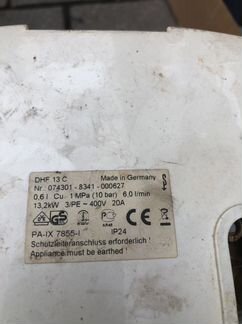 DHF 13 C Made in Germany
Nr.: 074301 - 8341 - 000627
0,6 l Cu 1 MPa (10 bar) 6,0 l/min
13,2kW 3/PE ~ 400V 20A
PA-IX 7855-I IP24
Schutzleiteranschluss erforderlich !
Appliance must be earthed !